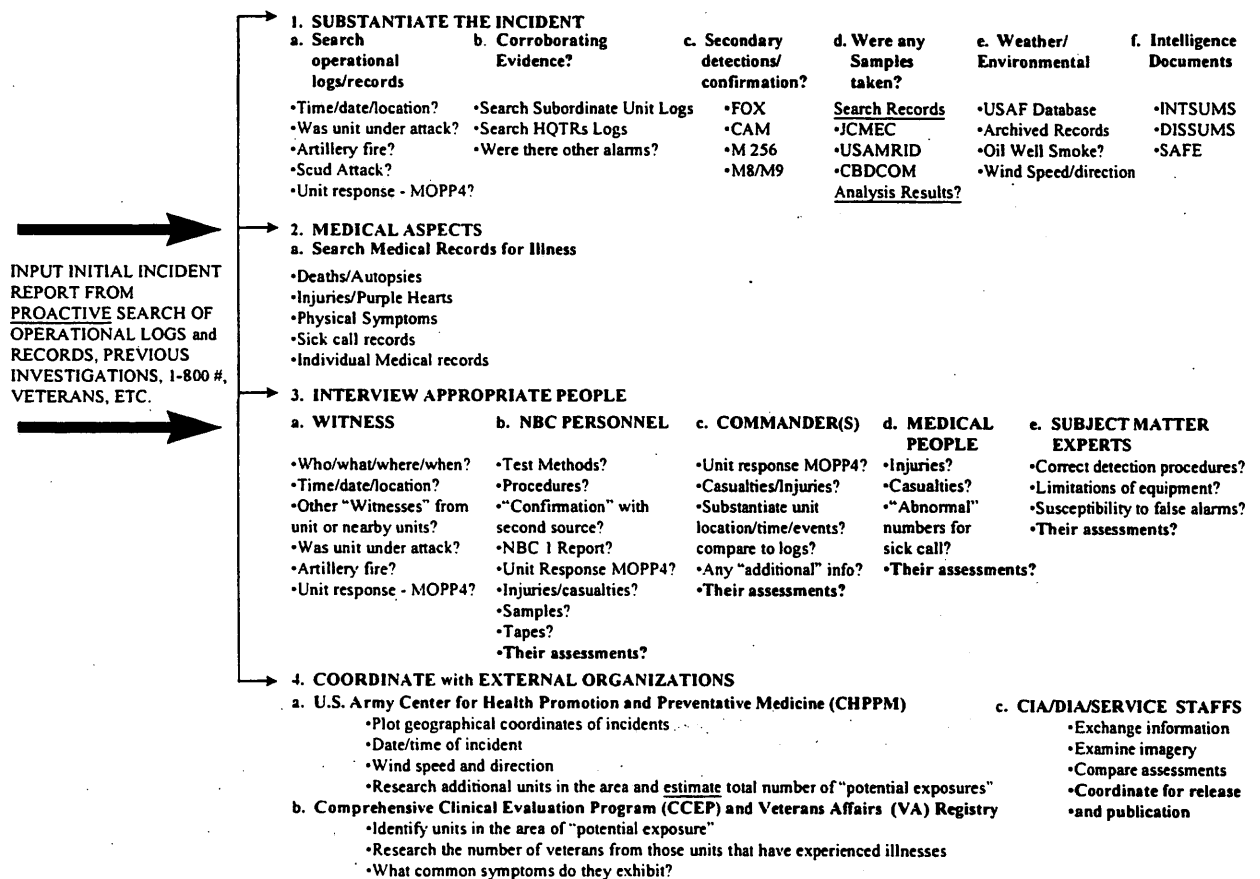 1. SUBSTANTIATE THE INCIDENT
a. Search
operational
logs/records
•Time/date/location?
•Was unit under attack?
•Artillery fire?
•Scud Attack?
•Unit response - MOPP4?
b. Corroborating
Evidence?
•Search Subordinate Unit Logs
•Search HQTRs Logs
•Were there other alarms?
c. Secondary
detections/
confirmation?
•FOX
•CAM
•M 256
•M8/M9
d. Were any
Samples
taken?
Search Records
•JCMEC
•USAMRID
•CBDCOM
Analysis Results?
e. Weather/
Environmental
•USAF Database
•Archived Records
•Oil Well Smoke?
•Wind Speed/direction
f. Intelligence
Documents
•INTSUMS
•DISSUMS
•SAFE
INPUT INITIAL INCIDENT
REPORT FROM
PROACTIVE SEARCH OF
OPERATIONAL LOGS and
RECORDS, PREVIOUS
INVESTIGATIONS, 1-800 #,
VETERANS, ETC.
2. MEDICAL ASPECTS
a. Search Medical Records for Illness
•Deaths/Autopsies
•Injuries/Purple Hearts
•Physical Symptoms
•Sick call records
•Individual Medical records
3. INTERVIEW APPROPRIATE PEOPLE
a. WITNESS
•Who/what/where/when?
•Time/date/location?
•Other "Witnesses" from
unit or nearby units?
•Was unit under attack?
•Artillery fire?
•Unit response - MOPP4?
b. NBC PERSONNEL
•Test Methods?
•Procedures?
•"Confirmation" with
second source?
•NBC 1 Report?
•Unit Response MOPP4?
•Injuries/casualties?
•Samples?
•Tapes?
•Their assessments?
c. COMMANDER(S)
•Unit response MOPP4?
•Casualties/Injuries?
•Substantiate unit
location/time/events?
compare to logs?
•Any "additional" info?
•Their assessments?
d. MEDICAL
PEOPLE
•Injuries?
•Casualties?
•"Abnormal"
numbers for
sick call?
•Their assessments?
e. SUBJECT MATTER
EXPERTS
•Correct detection procedures?
•Limitations of equipment?
•Susceptibility to false alarms?
•Their assessments?
4. COORDINATE with EXTERNAL ORGANIZATIONS
a. U.S. Army Center for Health Promotion and Preventative Medicine (CHPPM)
•Plot geographical coordinates of incidents
•Date/time of incident
•Wind speed and direction
•Research additional units in the area and estimate total number of "potential exposures"
b. Comprehensive Clinical Evaluation Program (CCEP) and Veterans Affairs (VA) Registry
•Identify units in the area of "potential exposure"
•Research the number of veterans from those units that have experienced illnesses
•What common symptoms do they exhibit?
c. CIA/DIA/SERVICE STAFFS
•Exchange information
•Examine imagery
•Compare assessments
•Coordinate for release
•and publication